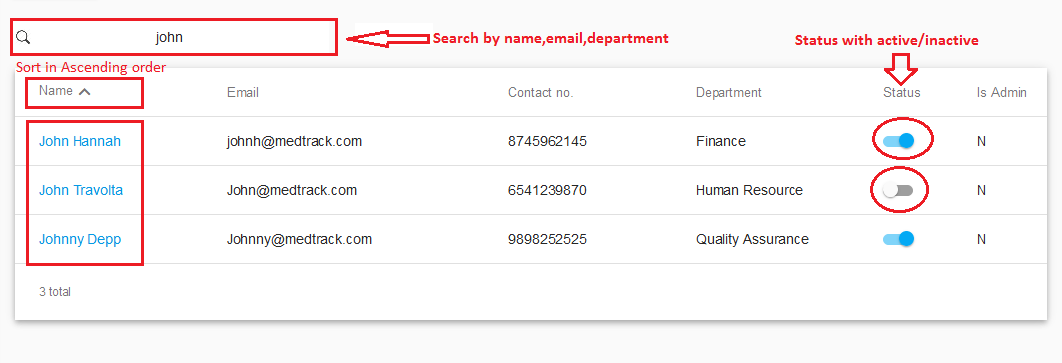 john
Search by name,email,department
Status with active/inactive
Sort in Ascending order
Name Email Contact no. Department Status Is Admin
John Hannah johnh@medtrack.com 8745962145 Finance N
John Travolta John@medtrack.com 6541239870 Human Resource N
Johnny Depp Johnny@medtrack.com 9898252525 Quality Assurance N
3 total